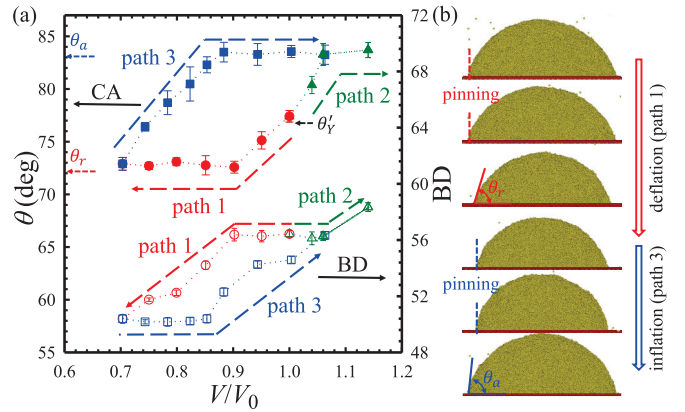 (a)
(b)
85
80
75
70
65
60
55
θ (deg)
0.6 0.7 0.8 0.9 1.0 1.1 1.2
V/V₀
72
68
64
60
56
52
48
BD
θₐ
θᵣ
CA
path 3
path 2
θ′Y
path 1
path 2
path 1
BD
path 3
pinning
θᵣ
pinning
θₐ
deflation (path 1)
inflation (path 3)